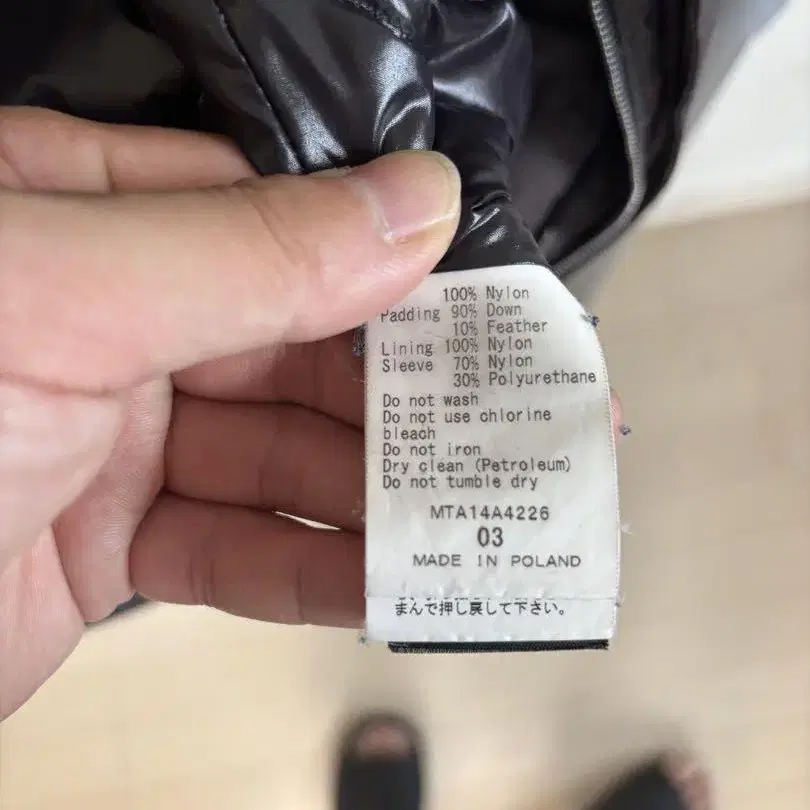 100% Nylon
Padding 90% Down
10% Feather
Lining 100% Nylon
Sleeve 70% Nylon
30% Polyurethane
Do not wash
Do not use chlorine
bleach
Do not iron
Dry clean (Petroleum)
Do not tumble dry
MTA14A4226
03
MADE IN POLAND
まんで押し戻して下さい。